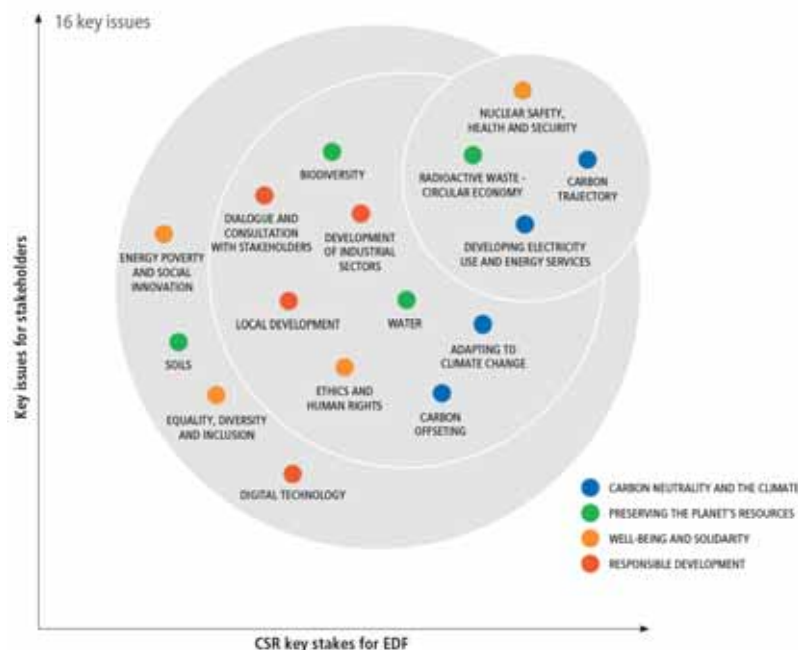 16 key issues
NUCLEAR SAFETY,
HEALTH AND SECURITY
BIODIVERSITY
RADIOACTIVE WASTE -
CIRCULAR ECONOMY
CARBON
TRAJECTORY
DIALOGUE AND
CONSULTATION
WITH STAKEHOLDERS
DEVELOPMENT
OF INDUSTRIAL
SECTORS
DEVELOPING ELECTRICITY
USE AND ENERGY SERVICES
ENERGY POVERTY
AND SOCIAL
INNOVATION
LOCAL DEVELOPMENT
WATER
ADAPTING TO
CLIMATE CHANGE
SOILS
ETHICS AND
HUMAN RIGHTS
CARBON
OFFSETING
EQUALITY, DIVERSITY
AND INCLUSION
DIGITAL TECHNOLOGY
CARBON NEUTRALITY AND THE CLIMATE
PRESERVING THE PLANET'S RESOURCES
WELL-BEING AND SOLIDARITY
RESPONSIBLE DEVELOPMENT
Key issues for stakeholders
CSR key stakes for EDF